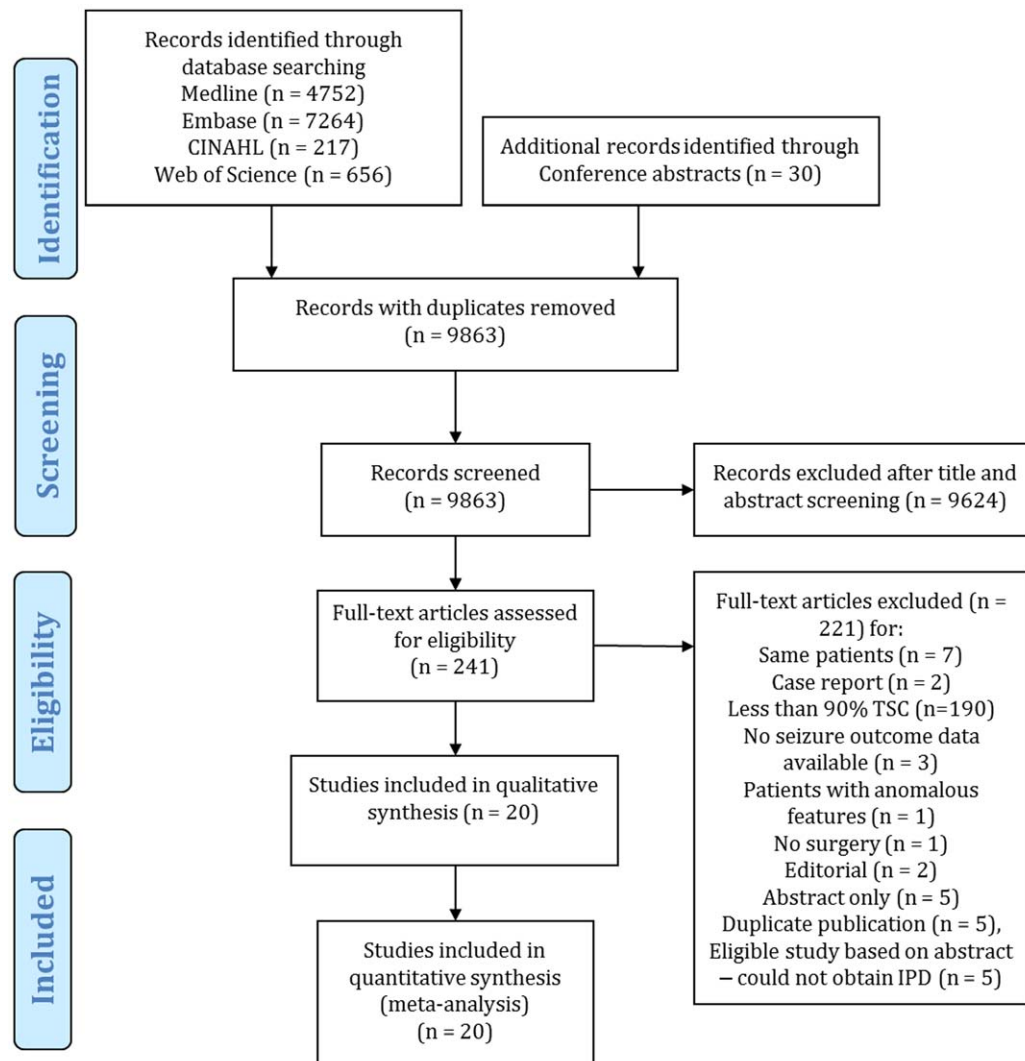 Identification
Records identified through
database searching
Medline (n = 4752)
Embase (n = 7264)
CINAHL (n = 217)
Web of Science (n = 656)
Additional records identified through
Conference abstracts (n = 30)
Records with duplicates removed
(n = 9863)
Screening
Records screened
(n = 9863)
Records excluded after title and
abstract screening (n = 9624)
Eligibility
Full-text articles assessed
for eligibility
(n = 241)
Full-text articles excluded (n =
221) for:
Same patients (n = 7)
Case report (n = 2)
Less than 90% TSC (n=190)
No seizure outcome data
available (n = 3)
Patients with anomalous
features (n = 1)
No surgery (n = 1)
Editorial (n = 2)
Abstract only (n = 5)
Duplicate publication (n = 5),
Eligible study based on abstract
– could not obtain IPD (n = 5)
Studies included in qualitative
synthesis (n = 20)
Included
Studies included in
quantitative synthesis
(meta-analysis)
(n = 20)